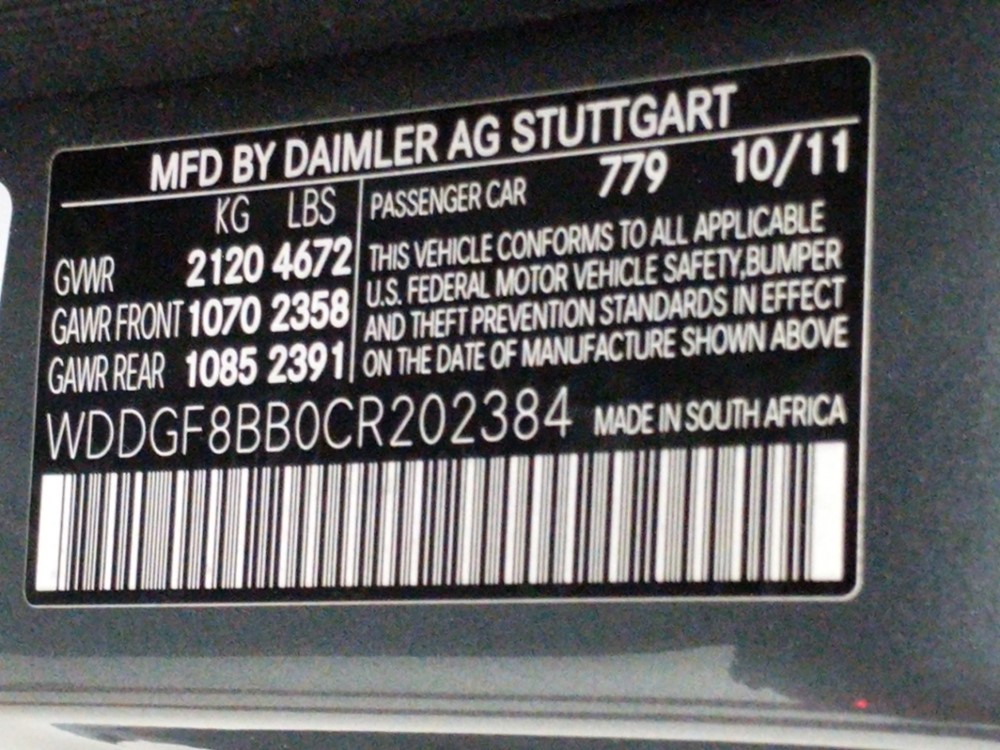 MFD BY DAIMLER AG STUTTGART
KG LBS
GVWR 2120 4672
GAWR FRONT 1070 2358
GAWR REAR 1085 2391
PASSENGER CAR 779 10/11
THIS VEHICLE CONFORMS TO ALL APPLICABLE
U.S. FEDERAL MOTOR VEHICLE SAFETY,BUMPER
AND THEFT PREVENTION STANDARDS IN EFFECT
ON THE DATE OF MANUFACTURE SHOWN ABOVE
WDDGF8BB0CR202384 MADE IN SOUTH AFRICA